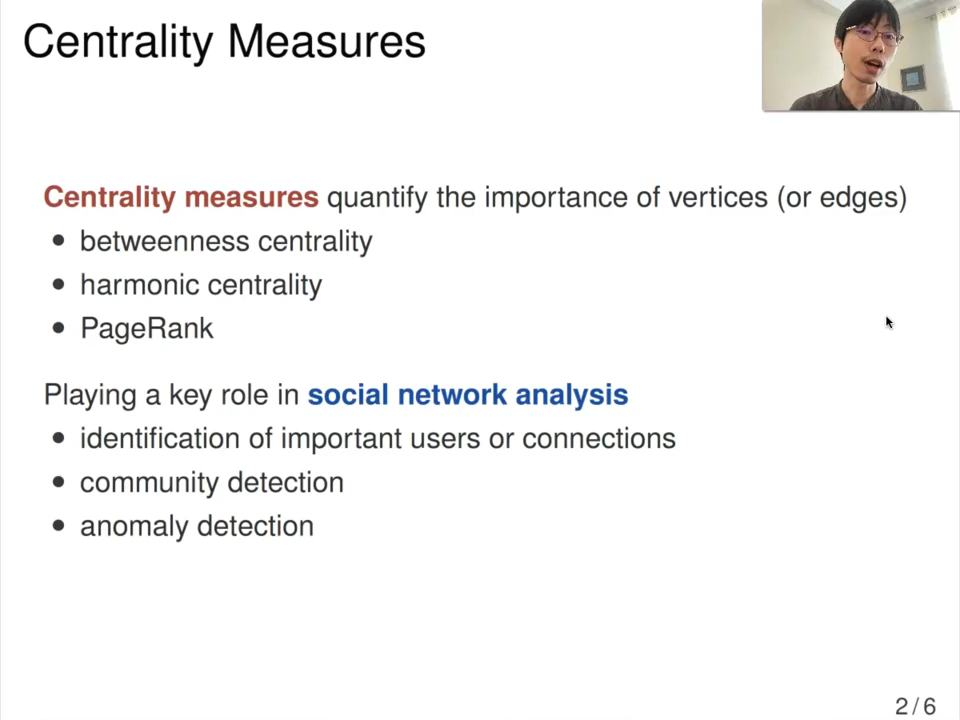 Centrality Measures
Centrality measures quantify the importance of vertices (or edges)
• betweenness centrality
• harmonic centrality
• PageRank
Playing a key role in social network analysis
• identification of important users or connections
• community detection
• anomaly detection
2 / 6